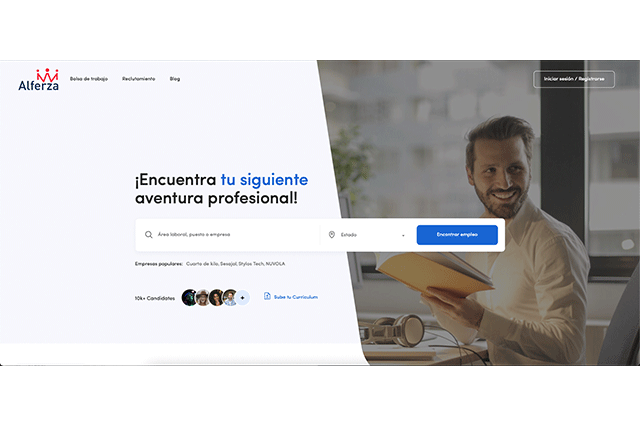 Alferza
Bolsa de trabajo Reclutamiento Blog
Iniciar sesión / Registrarse
¡Encuentra tu siguiente
aventura profesional!
Área laboral, puesto o empresa
Estado
Encontrar empleo
Empresas populares: Cuarto de kilo, Sesajal, Stylos Tech, NUVOLA
10k+ Candidatos
+
Sube tu Curriculum